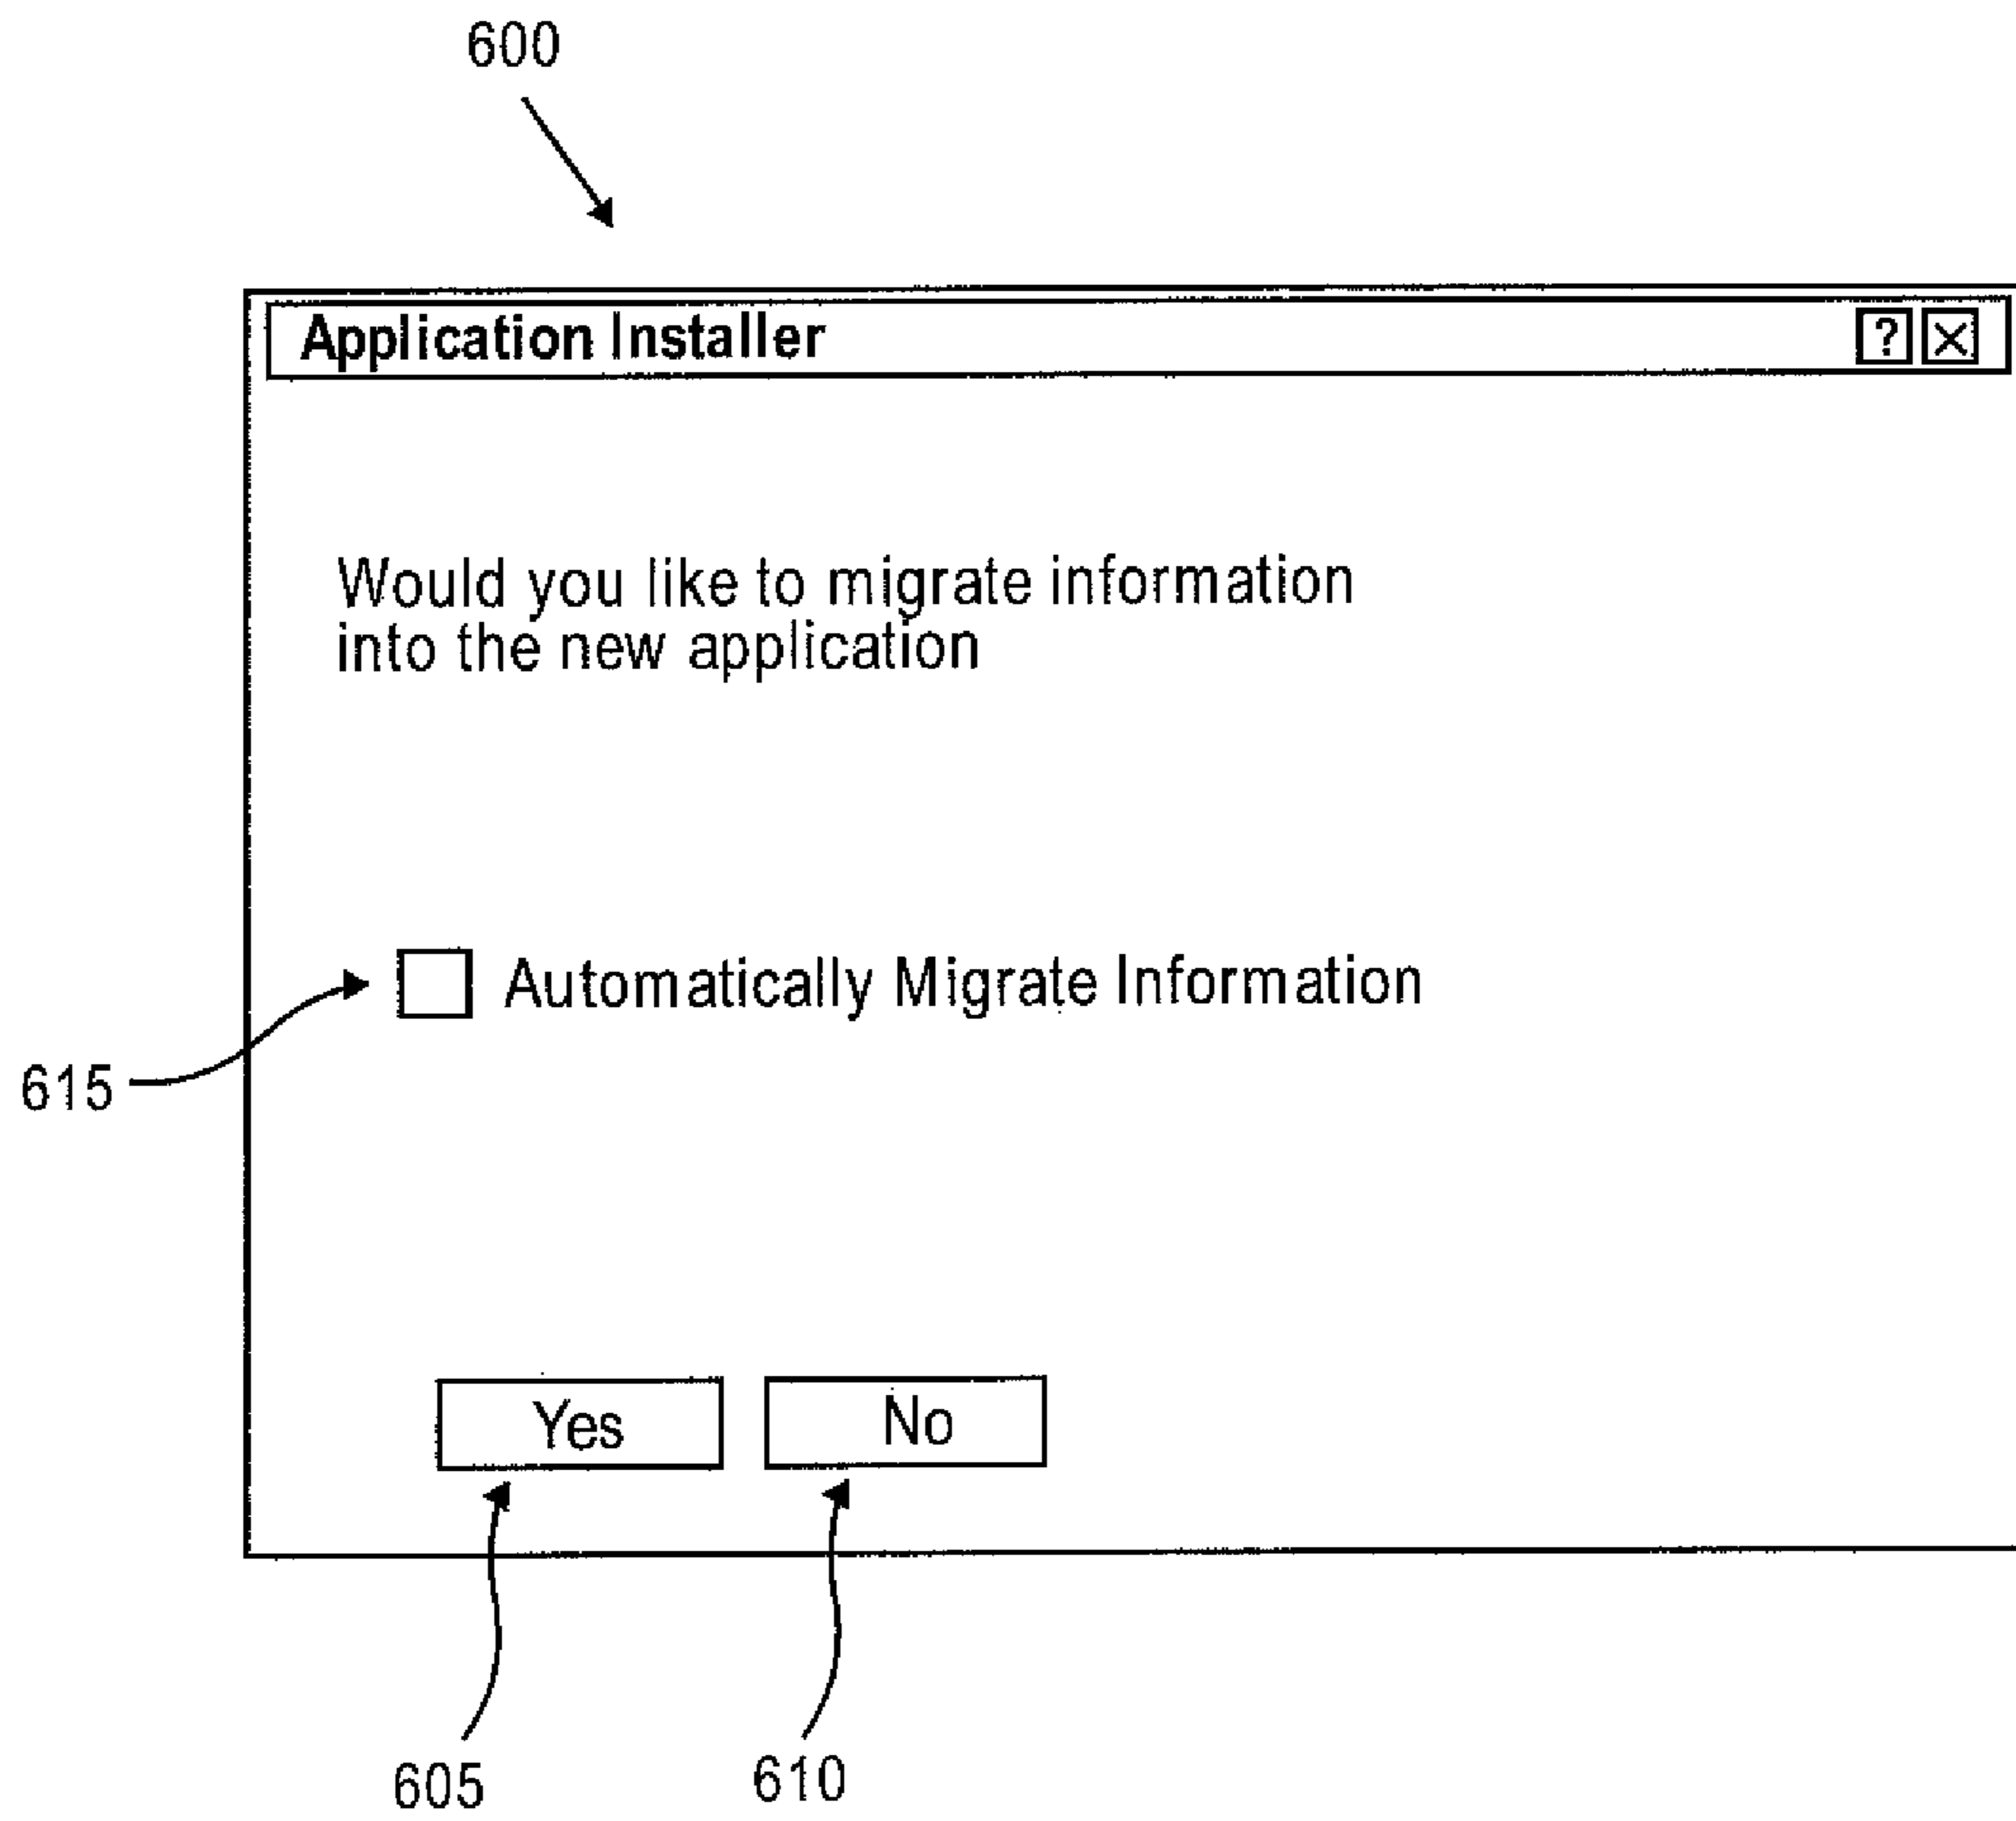 600
Application Installer ? X
Would you like to migrate information
into the new application
Automatically Migrate Information
615
Yes No
605 610